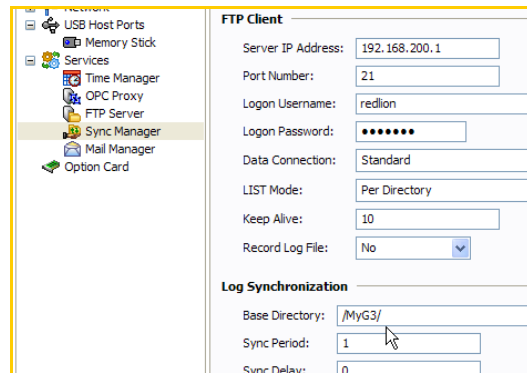 Network
USB Host Ports
Memory Stick
Services
Time Manager
OPC Proxy
FTP Server
Sync Manager
Mail Manager
Option Card
FTP Client
Server IP Address: 192.168.200.1
Port Number: 21
Logon Username: redlion
Logon Password: •••••••
Data Connection: Standard
LIST Mode: Per Directory
Keep Alive: 10
Record Log File: No
Log Synchronization
Base Directory: /MyG3/
Sync Period: 1
Sync Delay: 0